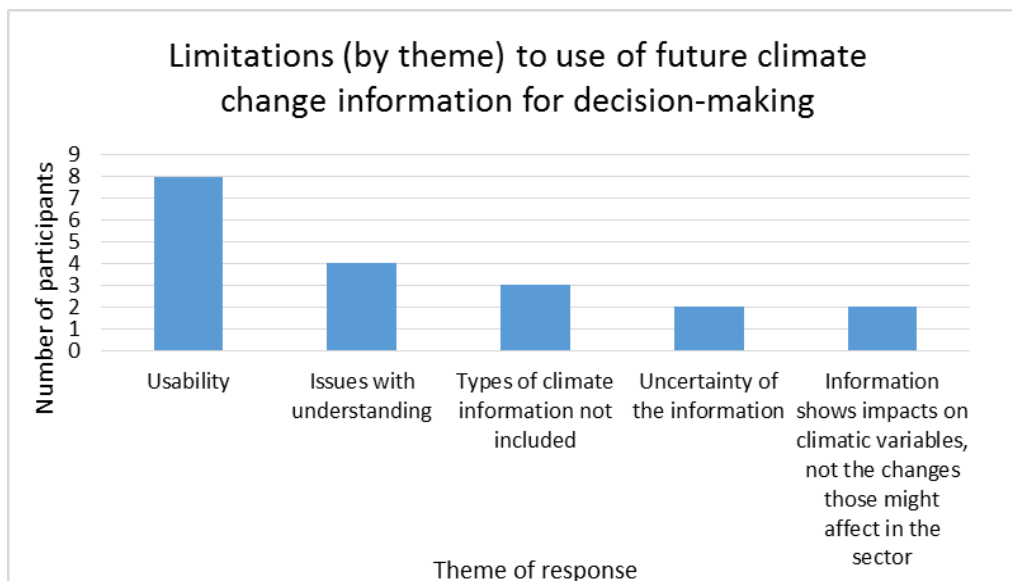 Limitations (by theme) to use of future climate
change information for decision-making
Number of participants
9
8
7
6
5
4
3
2
1
0
Usability
Issues with
understanding
Types of climate
information not
included
Uncertainty of
the information
Information
shows impacts on
climatic variables,
not the changes
those might
affect in the
sector
Theme of response